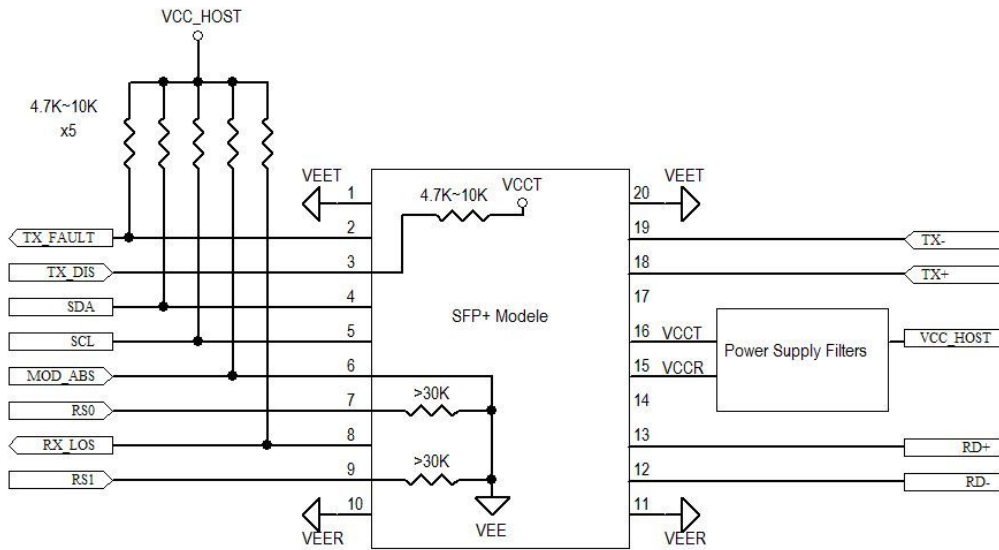 VCC_HOST
4.7K~10K
x5
VEET
1
2
3
4
5
6
7
8
9
10
VEER
TX_FAULT
TX_DIS
SDA
SCL
MOD_ABS
RS0
RX_LOS
RS1
4.7K~10K
VCCT
SFP+ Modele
>30K
>30K
VEE
VEET
20
19
18
17
16
15
14
13
12
11
VEER
VCCT
VCCR
Power Supply Filters
TX-
TX+
VCC_HOST
RD+
RD-